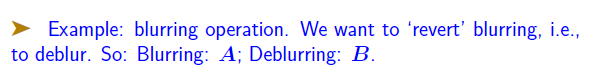 ➤ Example: blurring operation. We want to ‘revert’ blurring, i.e.,
to deblur. So: Blurring: A; Deblurring: B.